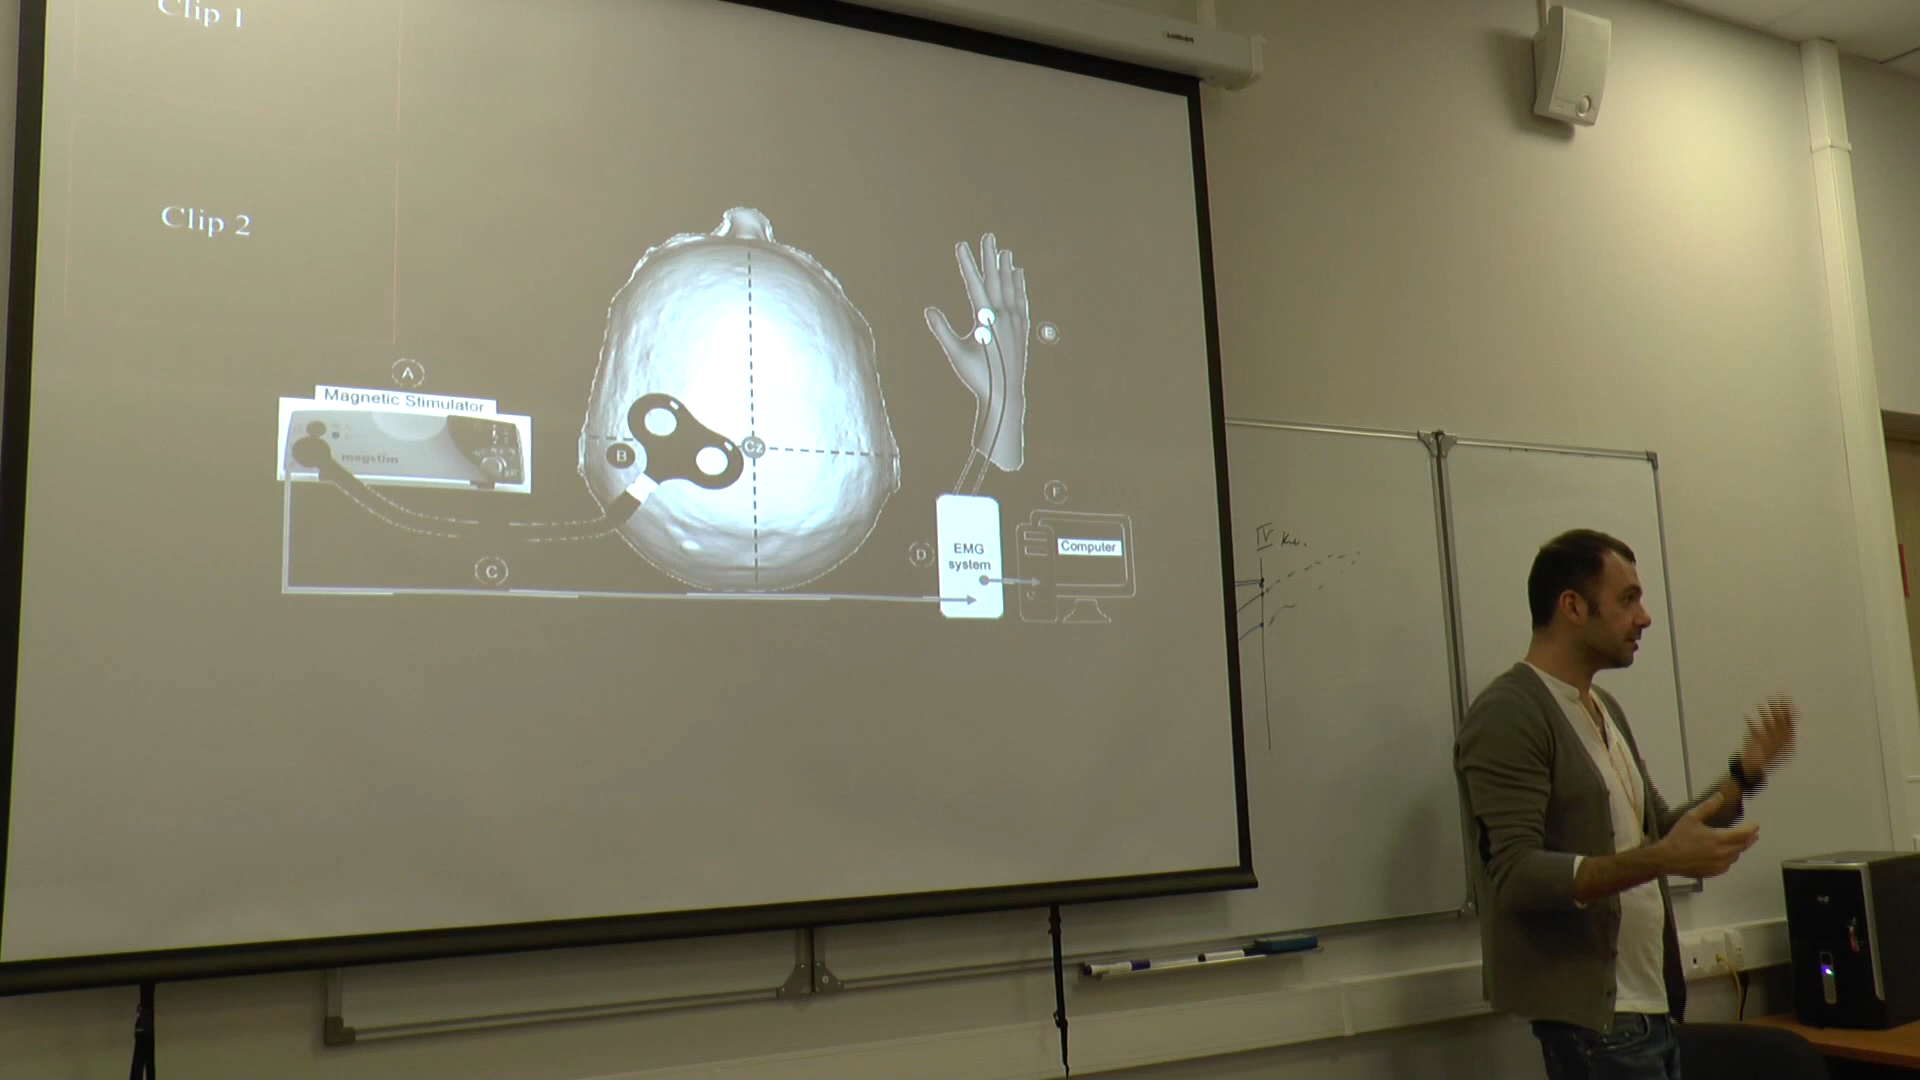 Clip 1
Clip 2
A
Magnetic Stimulator
magstim
B
Cz
C
D
EMG
system
E
F
Computer
IV